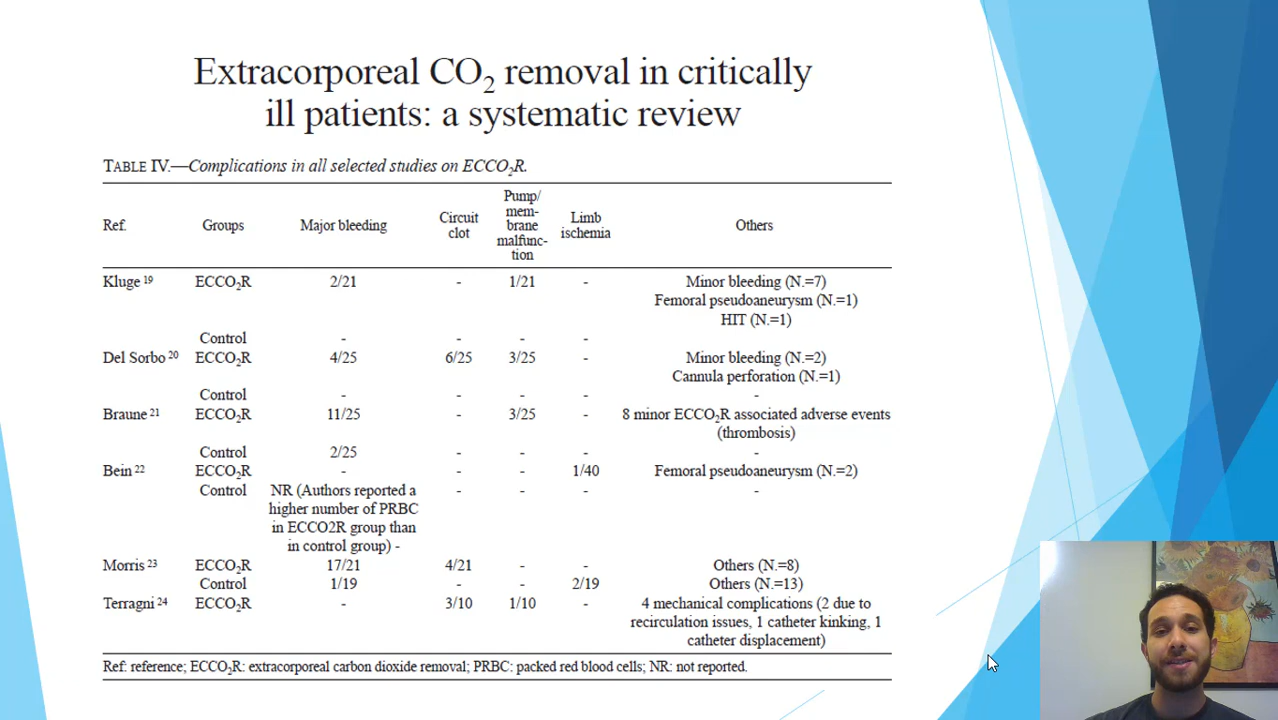 Extracorporeal CO2 removal in critically
ill patients: a systematic review
TABLE IV.—Complications in all selected studies on ECCO2R.
Ref. Groups Major bleeding Circuit clot Pump/ mem- brane malfunc- tion Limb ischemia Others
Kluge 19 ECCO2R 2/21 - 1/21 - Minor bleeding (N.=7)
Femoral pseudoaneurysm (N.=1)
HIT (N.=1)
Control - - - -
Del Sorbo 20 ECCO2R 4/25 6/25 3/25 - Minor bleeding (N.=2)
Cannula perforation (N.=1)
Control - - - - -
Braune 21 ECCO2R 11/25 - 3/25 - 8 minor ECCO2R associated adverse events
(thrombosis)
Control 2/25 - - - -
Bein 22 ECCO2R - - - 1/40 Femoral pseudoaneurysm (N.=2)
Control NR (Authors reported a - - - -
higher number of PRBC
in ECCO2R group than
in control group) -
Morris 23 ECCO2R 17/21 4/21 - - Others (N.=8)
Control 1/19 - - 2/19 Others (N.=13)
Terragni 24 ECCO2R - 3/10 1/10 - 4 mechanical complications (2 due to
recirculation issues, 1 catheter kinking, 1
catheter displacement)
Ref: reference; ECCO2R: extracorporeal carbon dioxide removal; PRBC: packed red blood cells; NR: not reported.